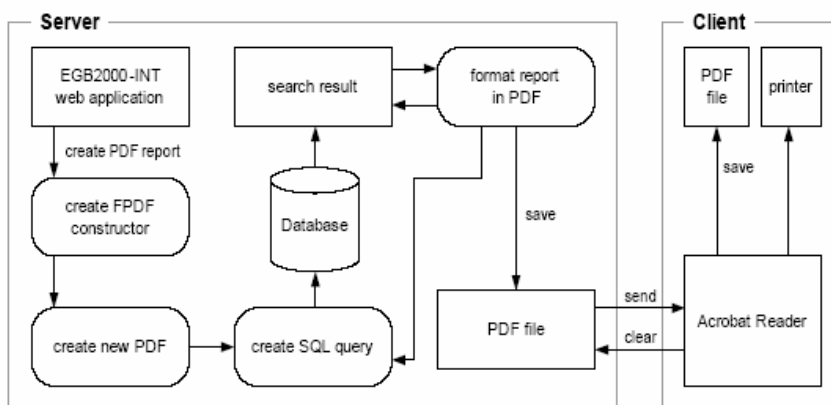 Server
Client
EGB2000-INT
web application
search result
format report
in PDF
PDF
file
printer
create PDF report
save
create FPDF
constructor
Database
save
create new PDF
create SQL query
PDF file
send
clear
Acrobat Reader